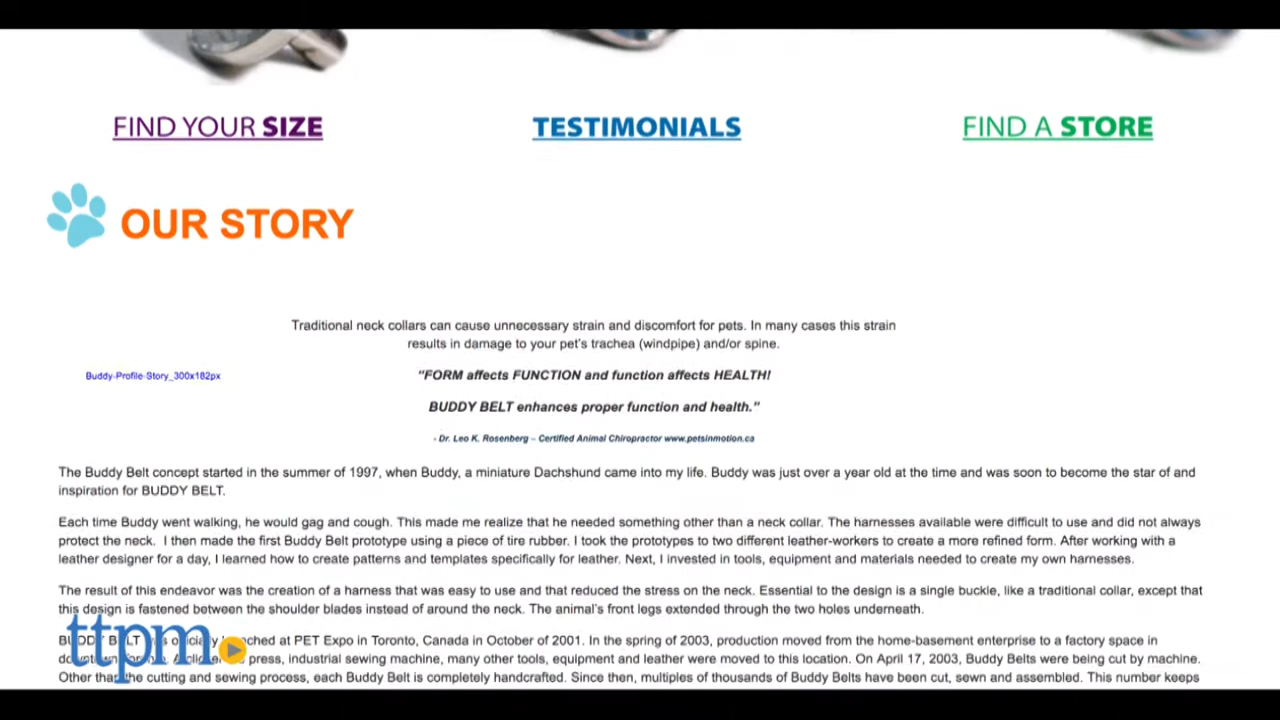 FIND YOUR SIZE
TESTIMONIALS
FIND A STORE
OUR STORY
Traditional neck collars can cause unnecessary strain and discomfort for pets. In many cases this strain
results in damage to your pet's trachea (windpipe) and/or spine.
Buddy-Profile-Story_300x182px
"FORM affects FUNCTION and function affects HEALTH!
BUDDY BELT enhances proper function and health."
- Dr. Leo K. Rosenberg – Certified Animal Chiropractor www.petsinmotion.ca
The Buddy Belt concept started in the summer of 1997, when Buddy, a miniature Dachshund came into my life. Buddy was just over a year old at the time and was soon to become the star of and
inspiration for BUDDY BELT.
Each time Buddy went walking, he would gag and cough. This made me realize that he needed something other than a neck collar. The harnesses available were difficult to use and did not always
protect the neck. I then made the first Buddy Belt prototype using a piece of tire rubber. I took the prototypes to two different leather-workers to create a more refined form. After working with a
leather designer for a day, I learned how to create patterns and templates specifically for leather. Next, I invested in tools, equipment and materials needed to create my own harnesses.
The result of this endeavor was the creation of a harness that was easy to use and that reduced the stress on the neck. Essential to the design is a single buckle, like a traditional collar, except that
this design is fastened between the shoulder blades instead of around the neck. The animal's front legs extended through the two holes underneath.
BUDDY BELT was officially launched at PET Expo in Toronto, Canada in October of 2001. In the spring of 2003, production moved from the home-basement enterprise to a factory space in
downtown Toronto. A press, industrial sewing machine, many other tools, equipment and leather were moved to this location. On April 17, 2003, Buddy Belts were being cut by machine.
Other than the cutting and sewing process, each Buddy Belt is completely handcrafted. Since then, multiples of thousands of Buddy Belts have been cut, sewn and assembled. This number keeps
ttpm